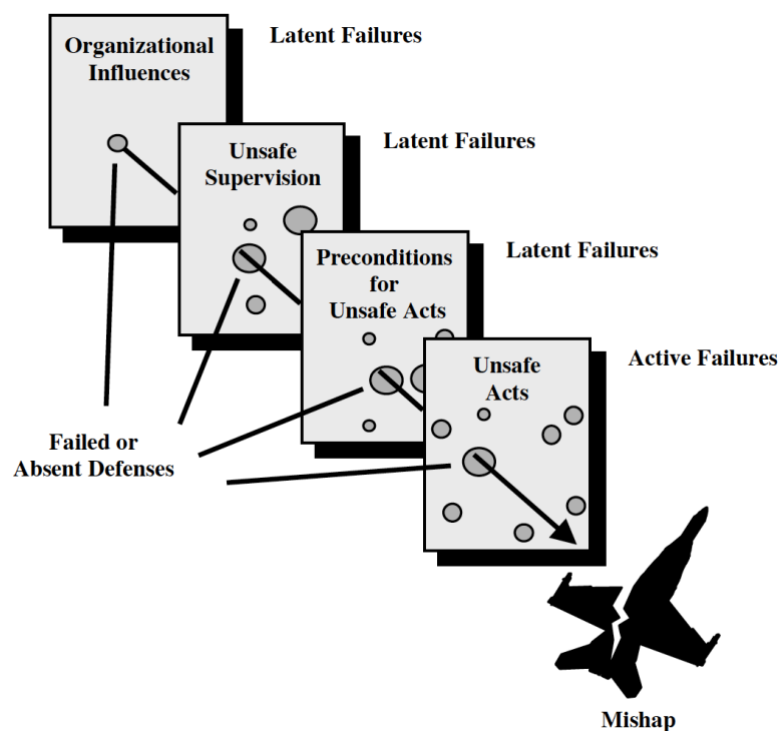 Organizational
Influences
Latent Failures
Unsafe
Supervision
Latent Failures
Preconditions
for
Unsafe Acts
Latent Failures
Unsafe
Acts
Active Failures
Failed or
Absent Defenses
Mishap